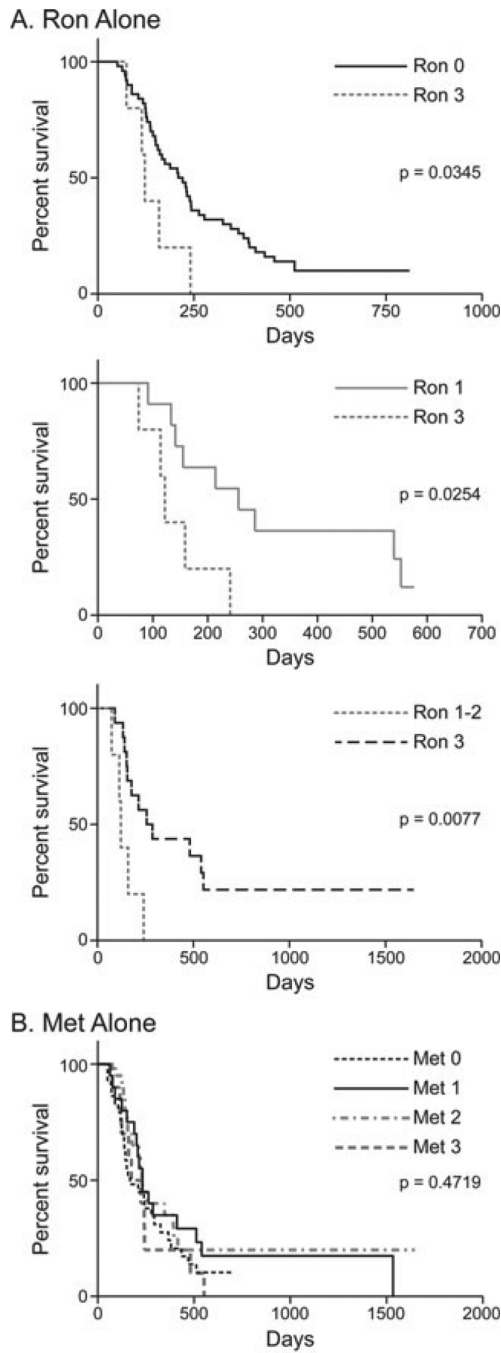 A. Ron Alone
100
50
0
Percent survival
Ron 0
Ron 3
p = 0.0345
0 250 500 750 1000
Days
100
50
0
Percent survival
Ron 1
Ron 3
p = 0.0254
0 100 200 300 400 500 600 700
Days
100
50
0
Percent survival
Ron 1-2
Ron 3
p = 0.0077
0 500 1000 1500 2000
Days
B. Met Alone
100
50
0
Percent survival
Met 0
Met 1
Met 2
Met 3
p = 0.4719
0 500 1000 1500 2000
Days